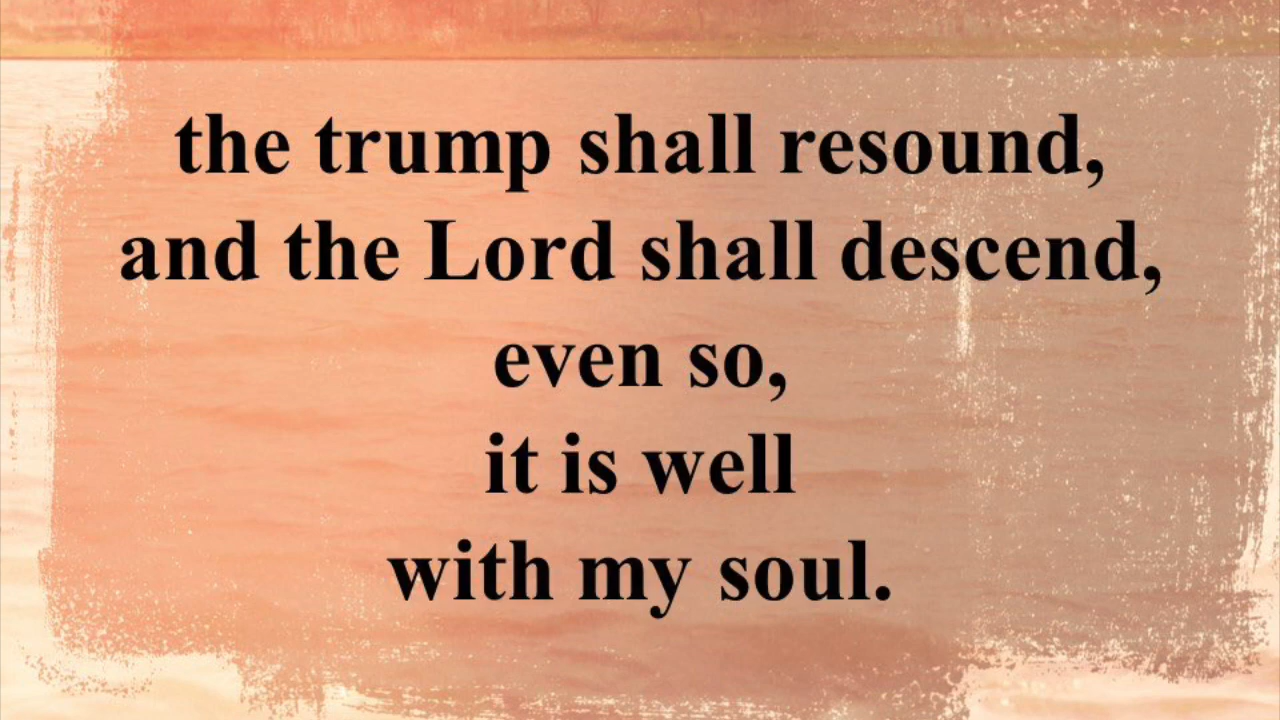 the trump shall resound,
and the Lord shall descend,
even so,
it is well
with my soul.